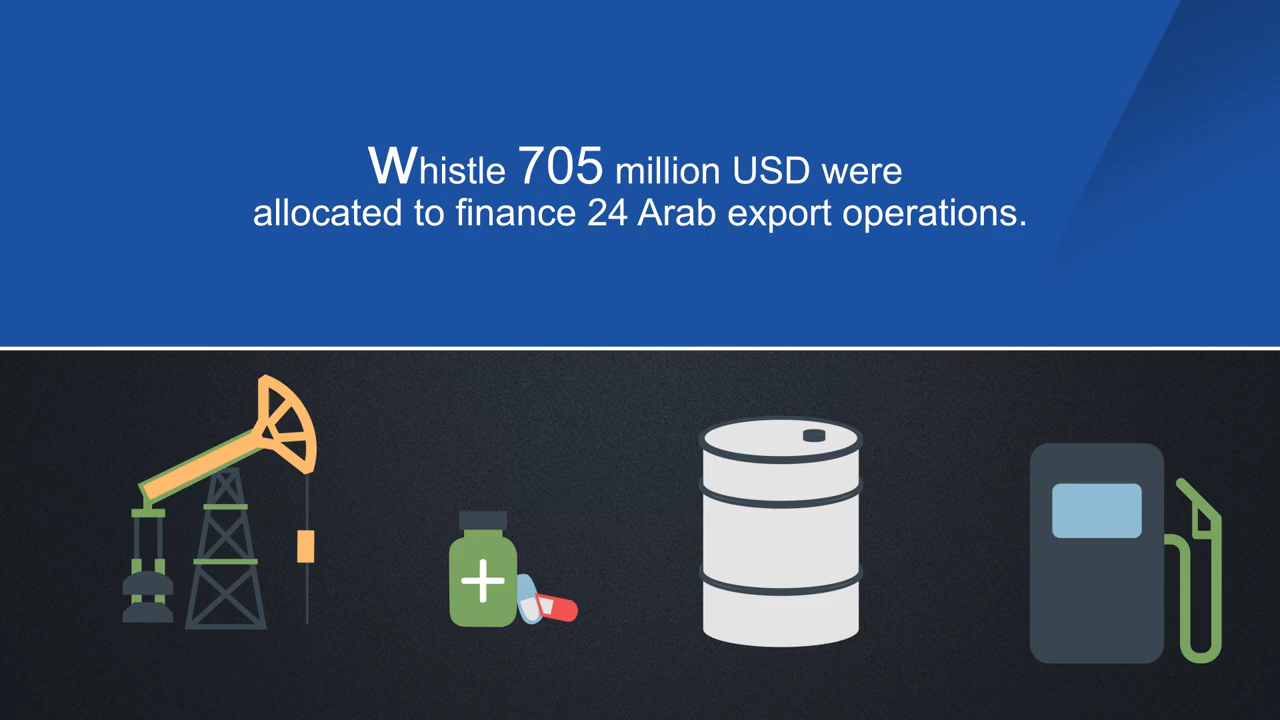 Whistle 705 million USD were
allocated to finance 24 Arab export operations.